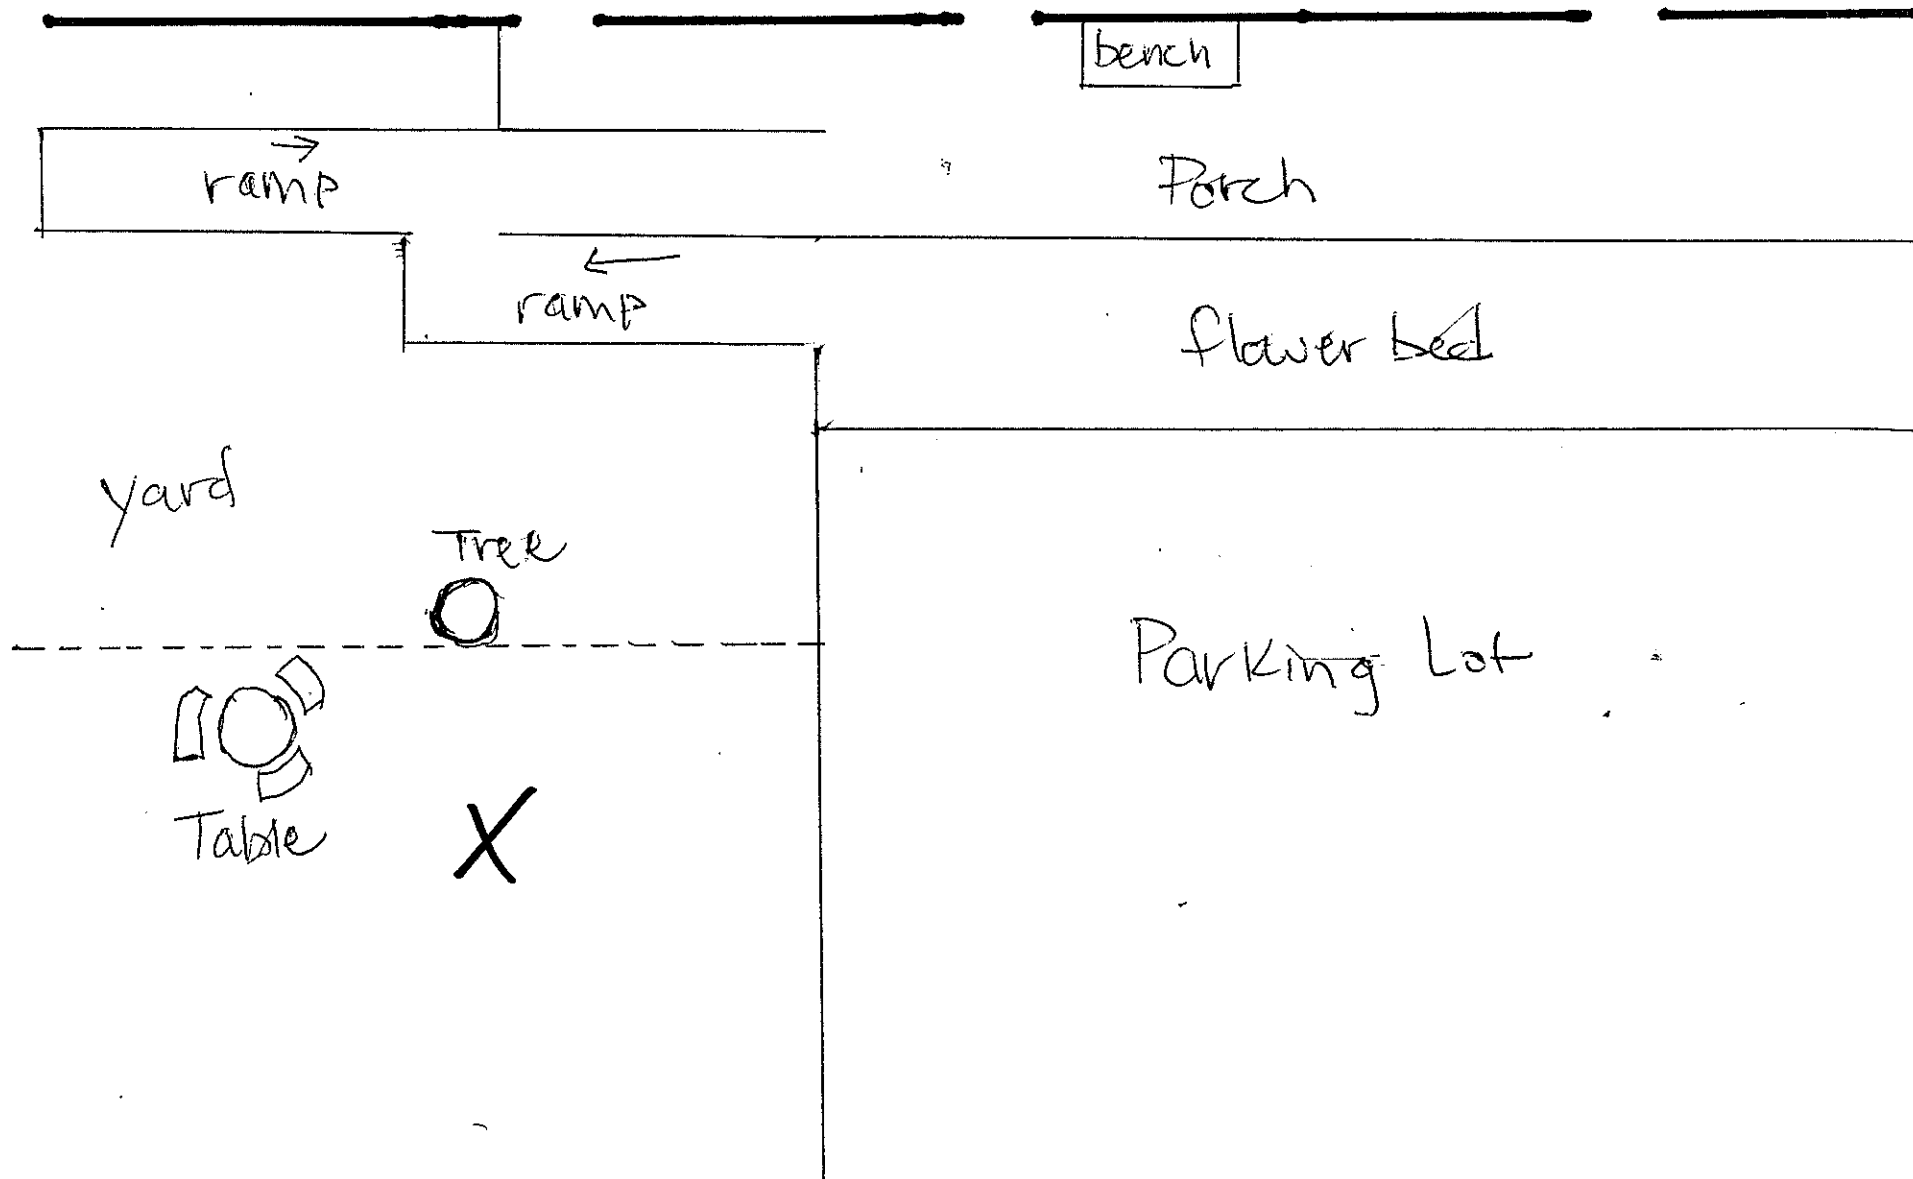 bench
ramp
Porch
ramp
flower bed
yard
Tree
Parking Lot
Table
X